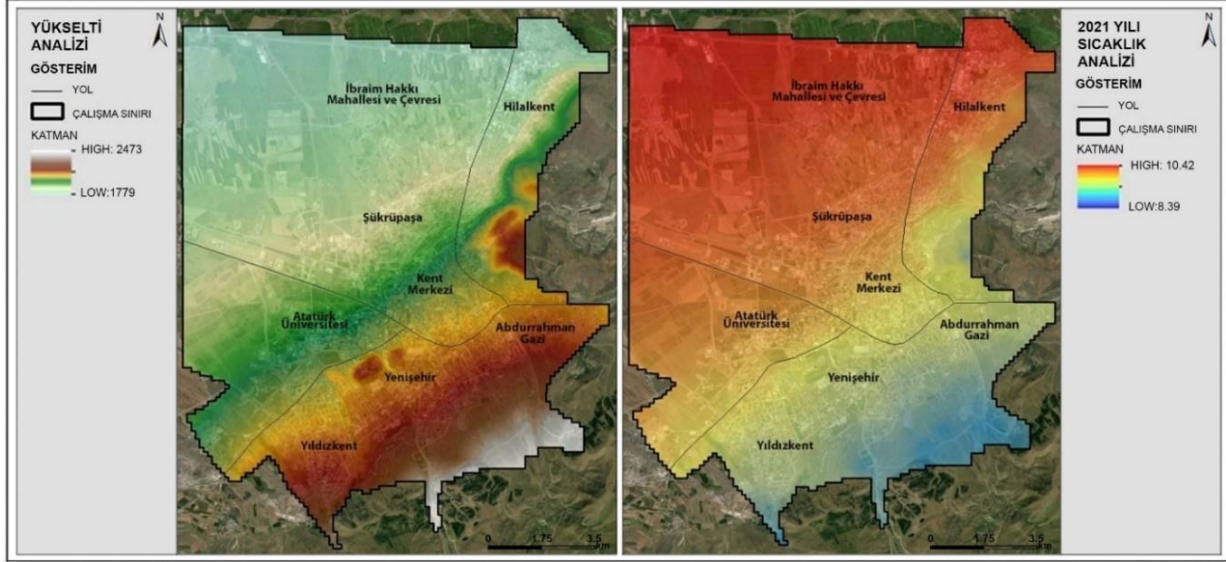 YÜKSELTİ
ANALİZİ
N
GÖSTERİM
YOL
ÇALIŞMA SINIRI
KATMAN
HIGH: 2473
LOW:1779
İbraim Hakkı
Mahallesi ve Çevresi
Hilalkent
Şükrüpaşa
Kent
Merkezi
Atatürk
Üniversitesi
Abdurrahman
Gazi
Yenişehir
Yıldızkent
0 1.75 3.5
km
İbraim Hakkı
Mahallesi ve Çevresi
Hilalkent
Şükrüpaşa
Kent
Merkezi
Atatürk
Üniversitesi
Abdurrahman
Gazi
Yenişehir
Yıldızkent
0 1.75 3.5
km
2021 YILI
SICAKLIK
ANALİZİ
N
GÖSTERİM
YOL
ÇALIŞMA SINIRI
KATMAN
HIGH: 10.42
LOW:8.39